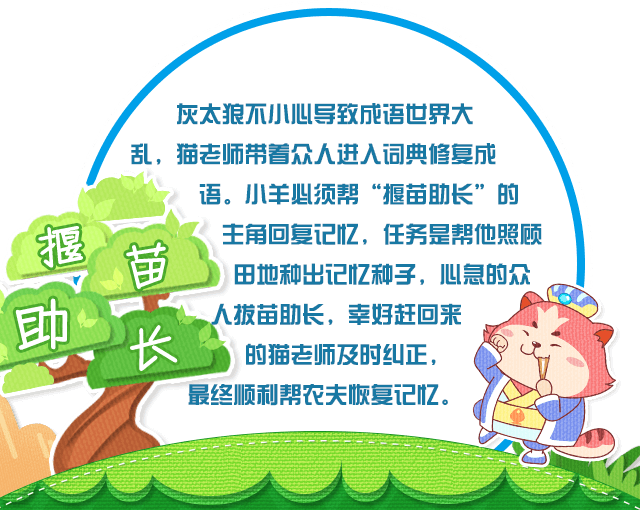 灰太狼不小心导致成语世界大
乱，猫老师带着众人进入词典修复成
语。小羊必须帮“揠苗助长”的
主角回复记忆，任务是帮他照顾
田地种出记忆种子，心急的众
人拔苗助长，幸好赶回来
的猫老师及时纠正，
最终顺利帮农夫恢复记忆。
揠
苗
助
长